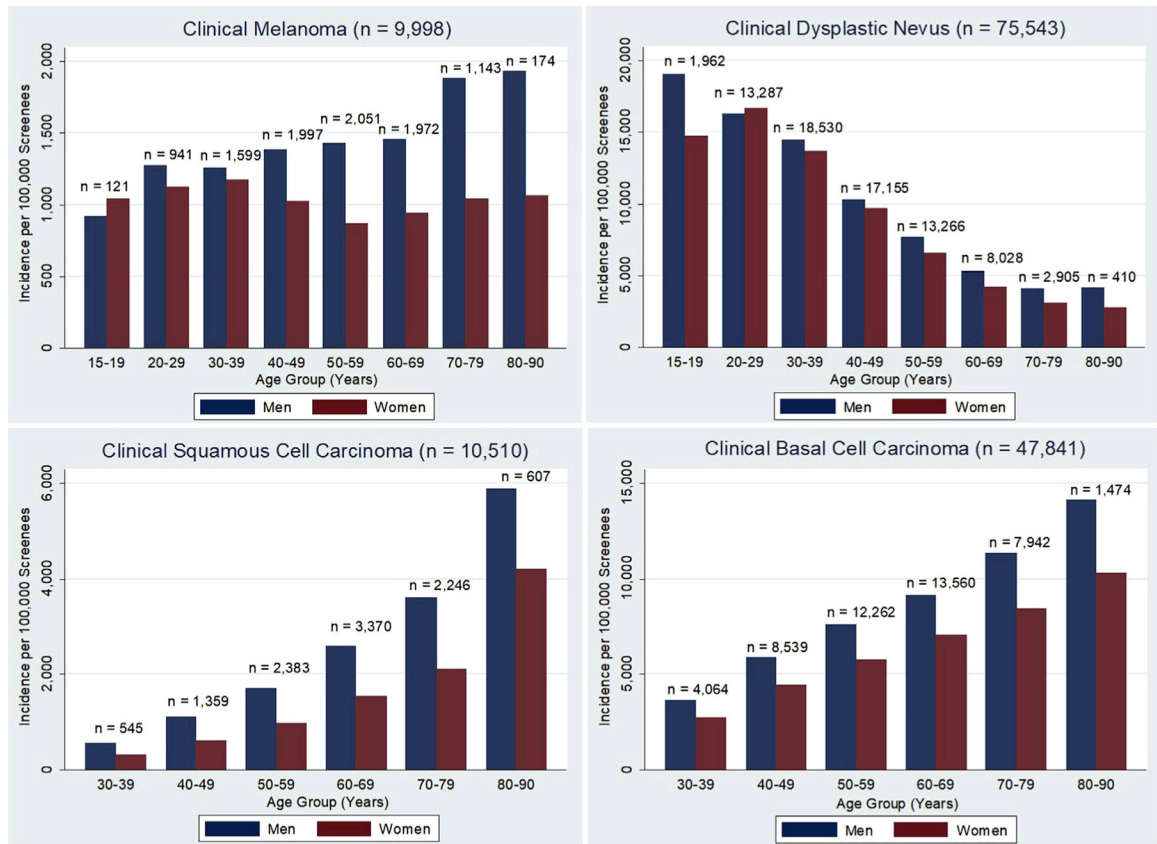 Clinical Melanoma (n = 9,998)
Incidence per 100,000 Screenees
2,000
1,500
1,000
500
0
n = 121
n = 941
n = 1,599
n = 1,997
n = 2,051
n = 1,972
n = 1,143
n = 174
15-19 20-29 30-39 40-49 50-59 60-69 70-79 80-90
Age Group (Years)
Men Women
Clinical Dysplastic Nevus (n = 75,543)
Incidence per 100,000 Screenees
20,000
15,000
10,000
5,000
0
n = 1,962
n = 13,287
n = 18,530
n = 17,155
n = 13,266
n = 8,028
n = 2,905
n = 410
15-19 20-29 30-39 40-49 50-59 60-69 70-79 80-90
Age Group (Years)
Men Women
Clinical Squamous Cell Carcinoma (n = 10,510)
Incidence per 100,000 Screenees
6,000
4,000
2,000
0
n = 545
n = 1,359
n = 2,383
n = 3,370
n = 2,246
n = 607
30-39 40-49 50-59 60-69 70-79 80-90
Age Group (Years)
Men Women
Clinical Basal Cell Carcinoma (n = 47,841)
Incidence per 100,000 Screenees
15,000
10,000
5,000
0
n = 4,064
n = 8,539
n = 12,262
n = 13,560
n = 7,942
n = 1,474
30-39 40-49 50-59 60-69 70-79 80-90
Age Group (Years)
Men Women